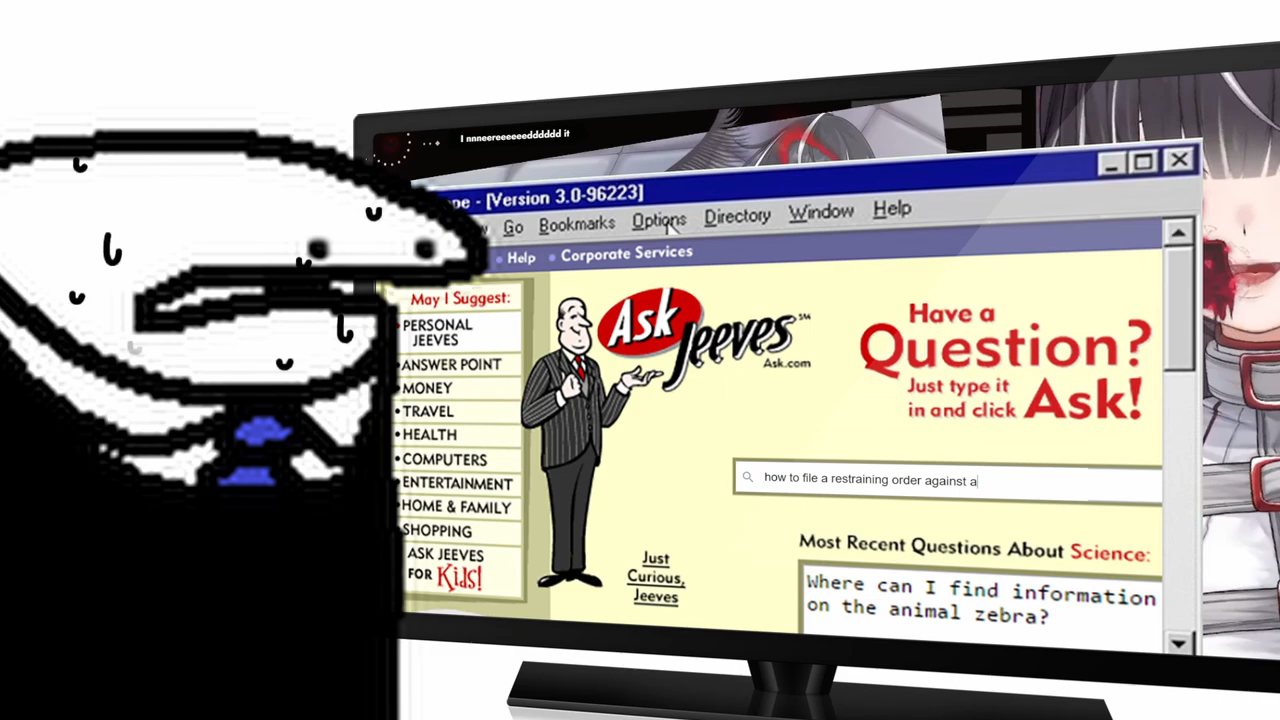 I nnneereeeeeedddddd it
pe - [Version 3.0-96223]
w Go Bookmarks Options Directory Window Help
Help Corporate Services
May I Suggest:
•PERSONAL
JEEVES
•ANSWER POINT
•MONEY
•TRAVEL
•HEALTH
•COMPUTERS
•ENTERTAINMENT
•HOME & FAMILY
•SHOPPING
ASK JEEVES
FOR Kids!
Ask Jeeves SM
Ask.com
Just
Curious,
Jeeves
Have a
Question?
Just type it
in and click Ask!
how to file a restraining order against a
Most Recent Questions About Science:
Where can I find information
on the animal zebra?